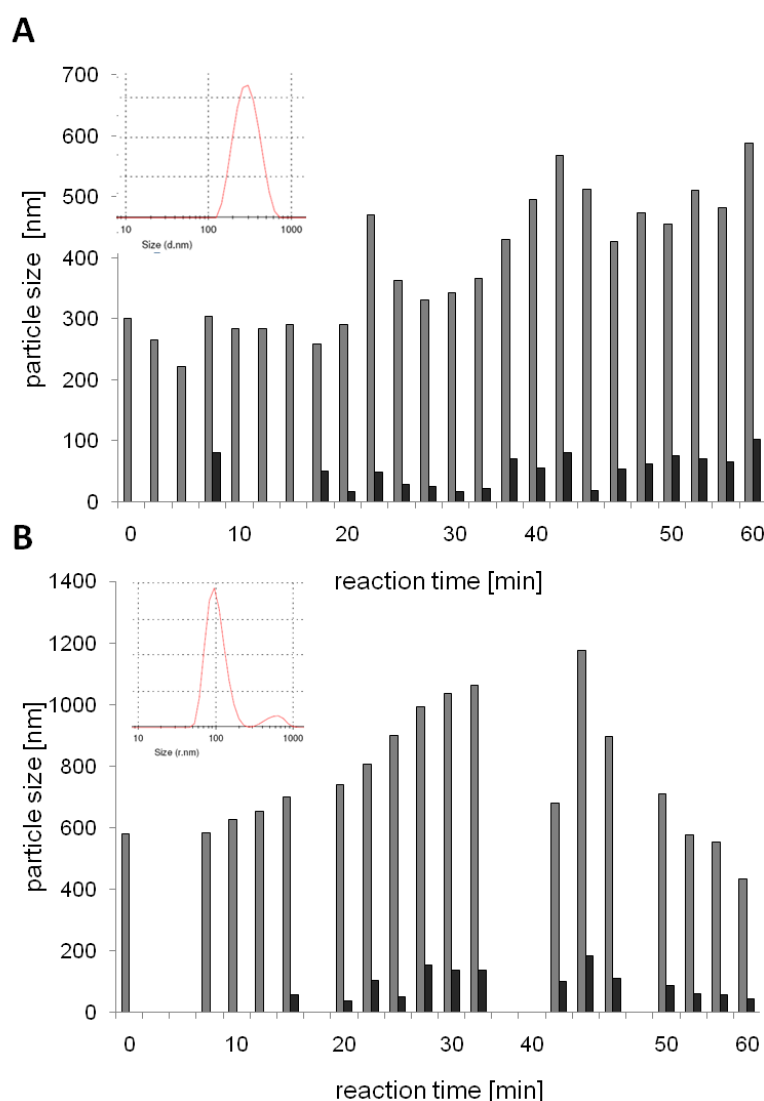 A
700
600
500
400
300
200
100
0
particle size [nm]
.10 100 1000
Size (d.nm)
0 10 20 30 40 50 60
reaction time [min]
B
1400
1200
1000
800
600
400
200
0
particle size [nm]
10 100 1000
Size (r.nm)
0 10 20 30 40 50 60
reaction time [min]